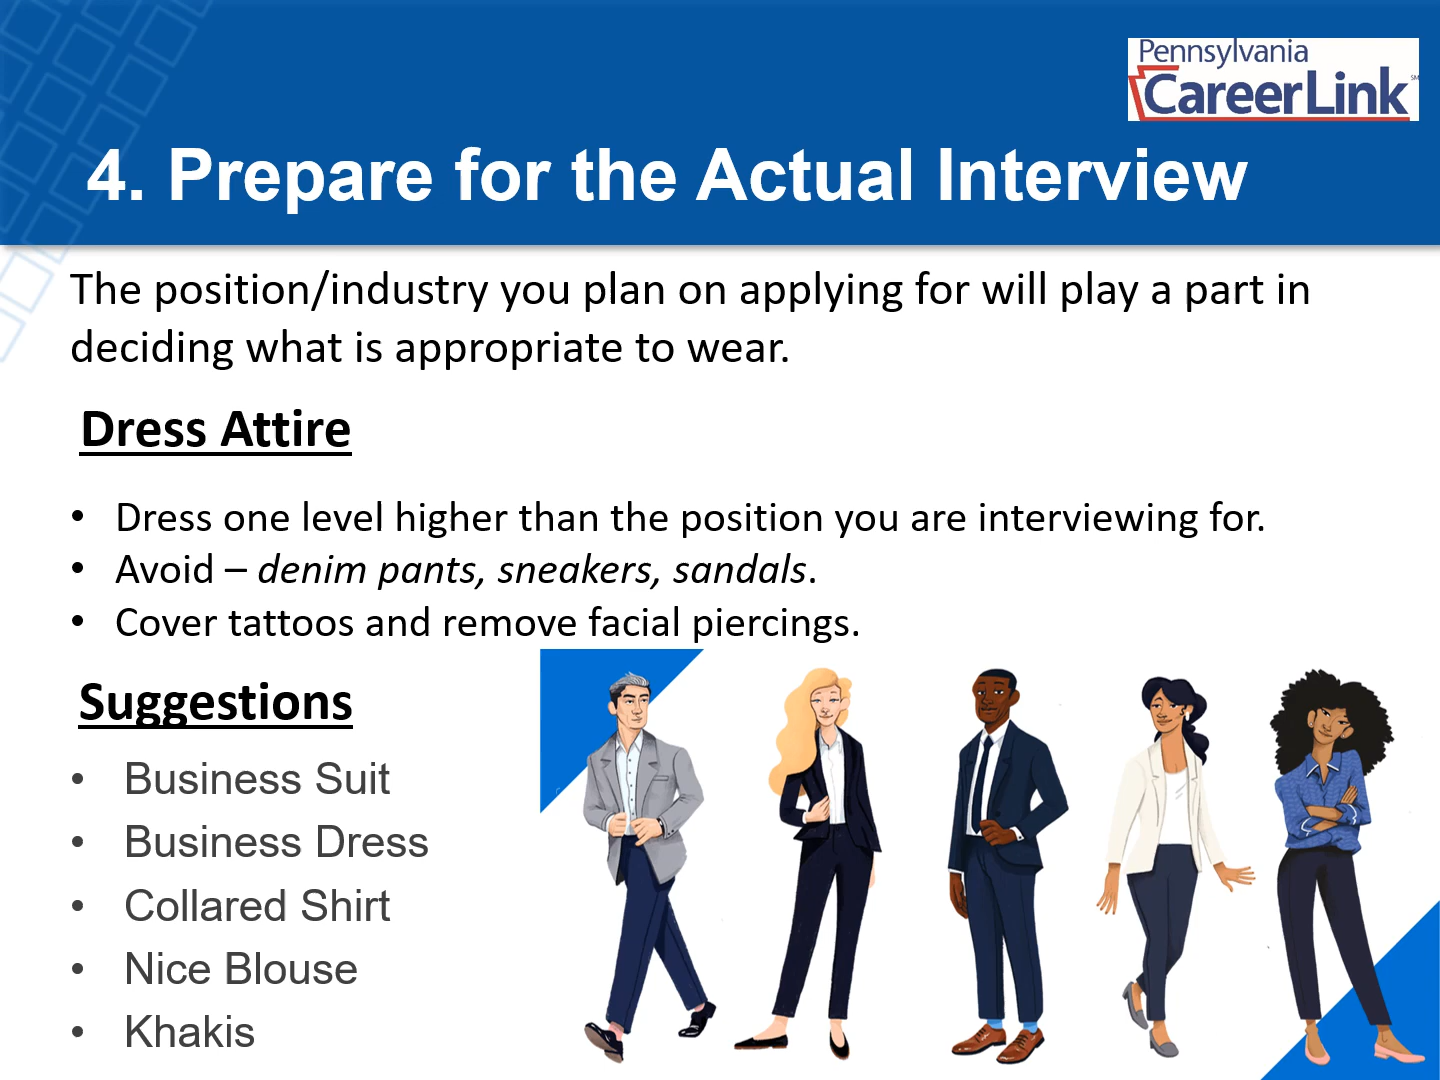 Pennsylvania
CareerLink
SM
4. Prepare for the Actual Interview
The position/industry you plan on applying for will play a part in
deciding what is appropriate to wear.
Dress Attire
• Dress one level higher than the position you are interviewing for.
• Avoid – denim pants, sneakers, sandals.
• Cover tattoos and remove facial piercings.
Suggestions
• Business Suit
• Business Dress
• Collared Shirt
• Nice Blouse
• Khakis